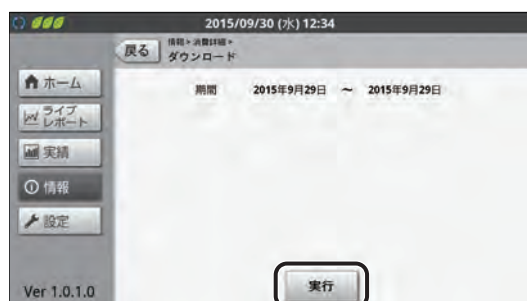 2015/09/30 (水) 12:34
戻る
情報 > 消費詳細 >
ダウンロード
ホーム
ライブ
レポート
実績
情報
設定
Ver 1.0.1.0
期間 2015年9月29日 ～ 2015年9月29日
実行